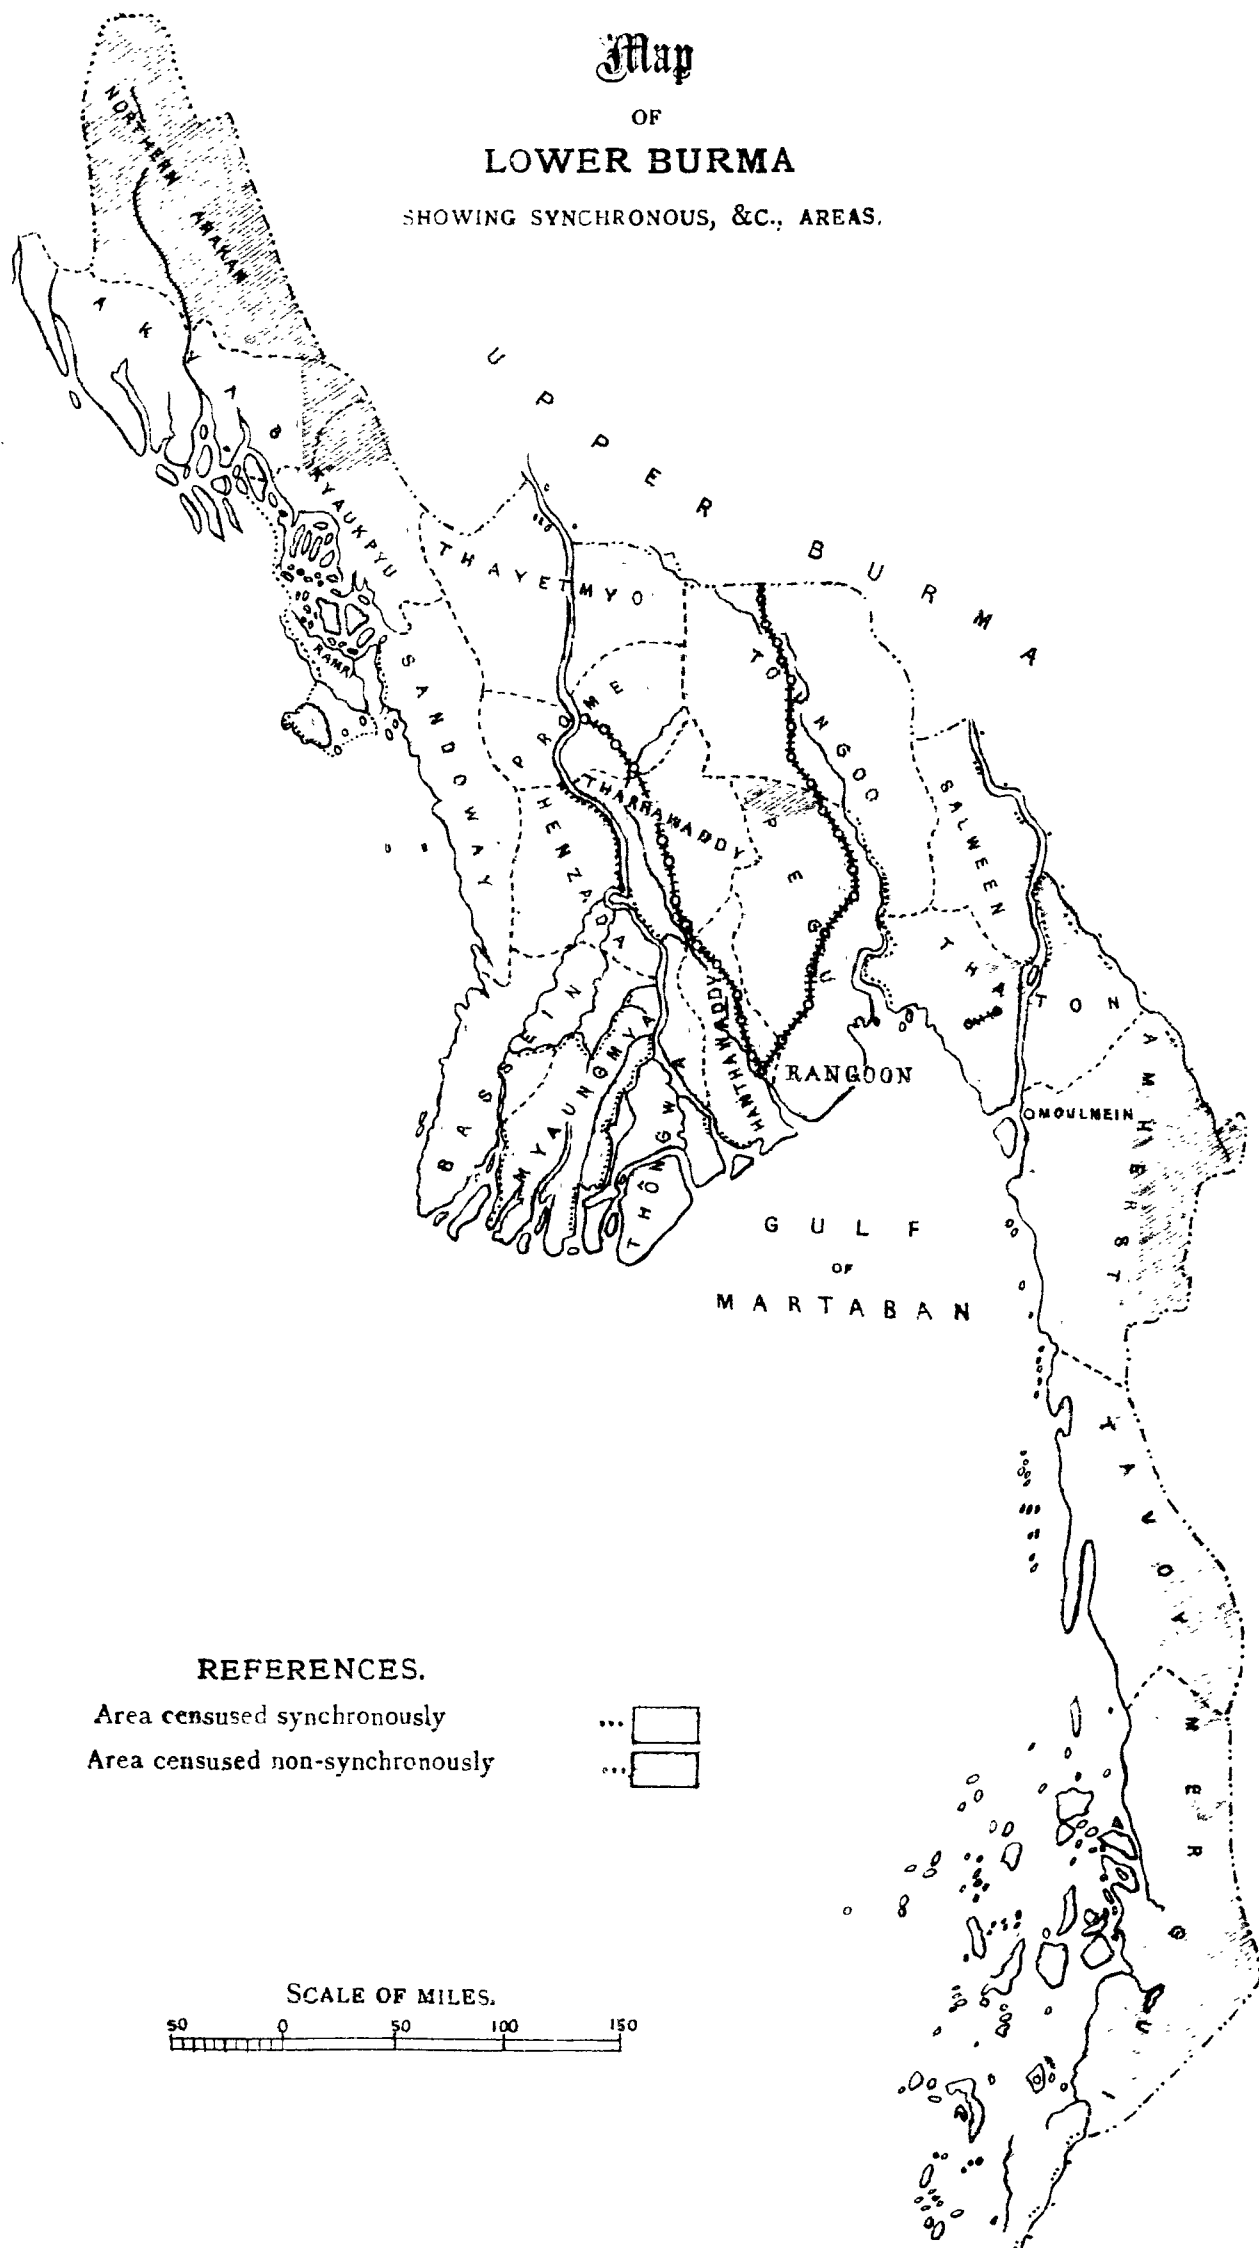 Map
OF
LOWER BURMA
SHOWING SYNCHRONOUS, &C., AREAS.
NORTHERN ARAKAN
AKYAB
UPPER BURMA
KYAUKPYU
THAYETMYO
RAMRI
SANDOWAY
PROME
TOUNGOO
THARRAWADDY
HENZADA
PEGU
SALWEEN
THATON
BASSEIN
MYAUNGMYA
HANTHAWADDY
RANGOON
THÔNGWA
AMHERST
MOULMEIN
GULF
OF
MARTABAN
TAVOY
MERGUI
REFERENCES.
Area censused synchronously ...
Area censused non-synchronously ...
SCALE OF MILES.
50 0 50 100 150